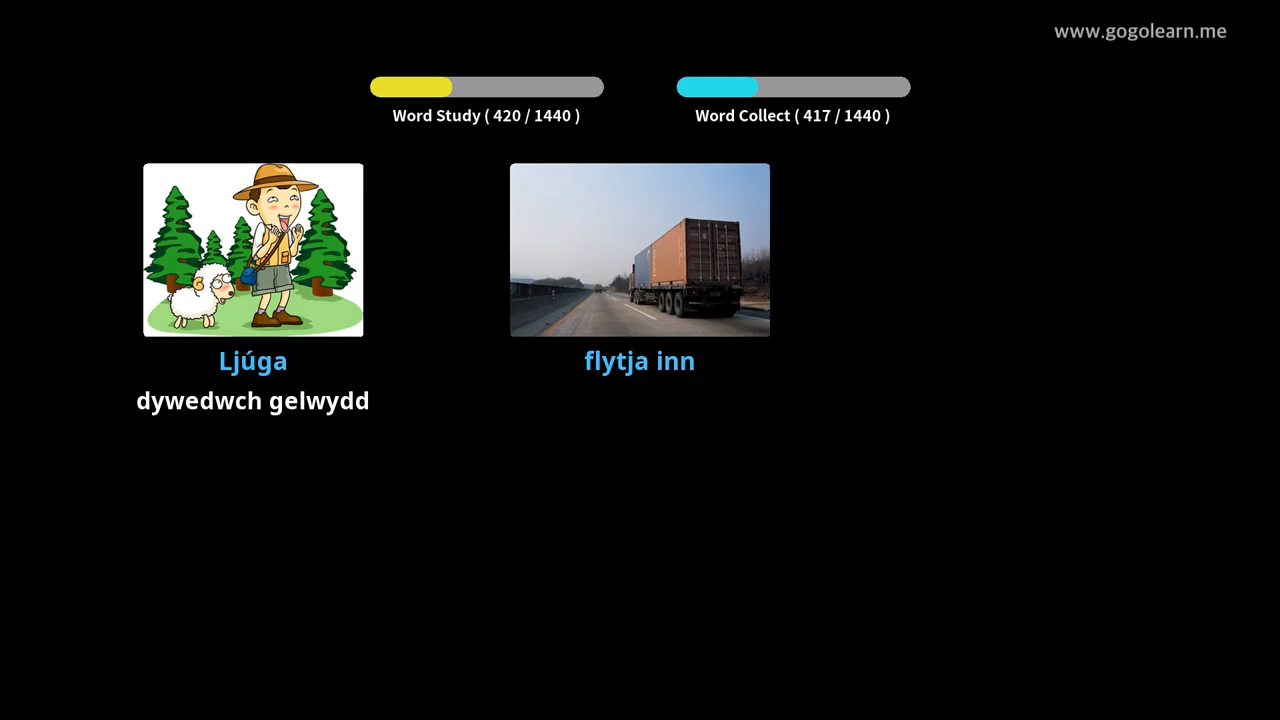 www.gogolearn.me
Word Study ( 420 / 1440 )
Word Collect ( 417 / 1440 )
Ljúga
flytja inn
dywedwch gelwydd